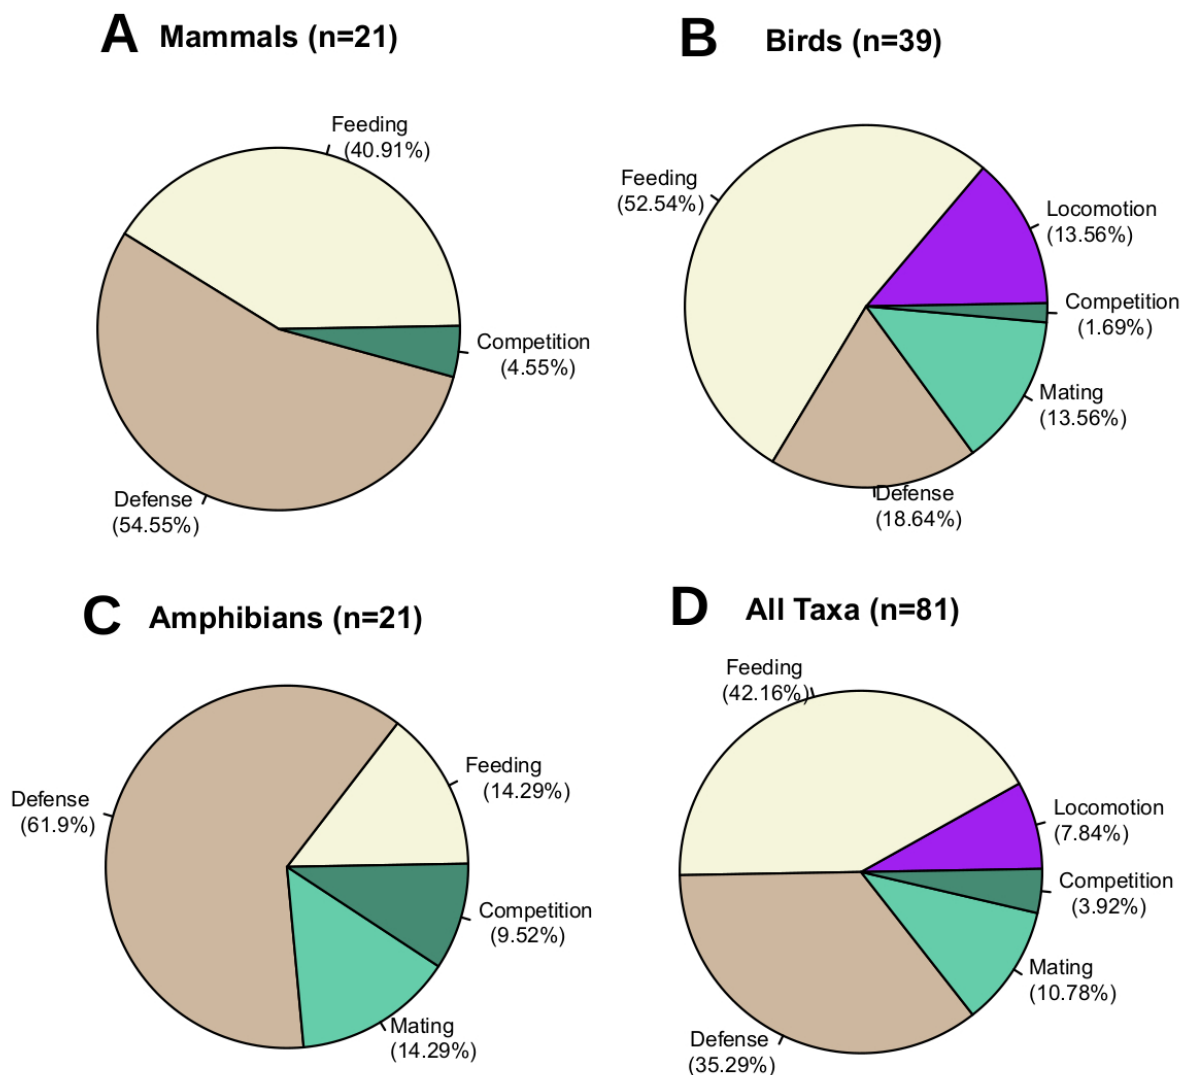 A Mammals (n=21)
Feeding
(40.91%)
Competition
(4.55%)
Defense
(54.55%)
B Birds (n=39)
Feeding
(52.54%)
Locomotion
(13.56%)
Competition
(1.69%)
Mating
(13.56%)
Defense
(18.64%)
C Amphibians (n=21)
Defense
(61.9%)
Feeding
(14.29%)
Competition
(9.52%)
Mating
(14.29%)
D All Taxa (n=81)
Feeding
(42.16%)
Locomotion
(7.84%)
Competition
(3.92%)
Mating
(10.78%)
Defense
(35.29%)